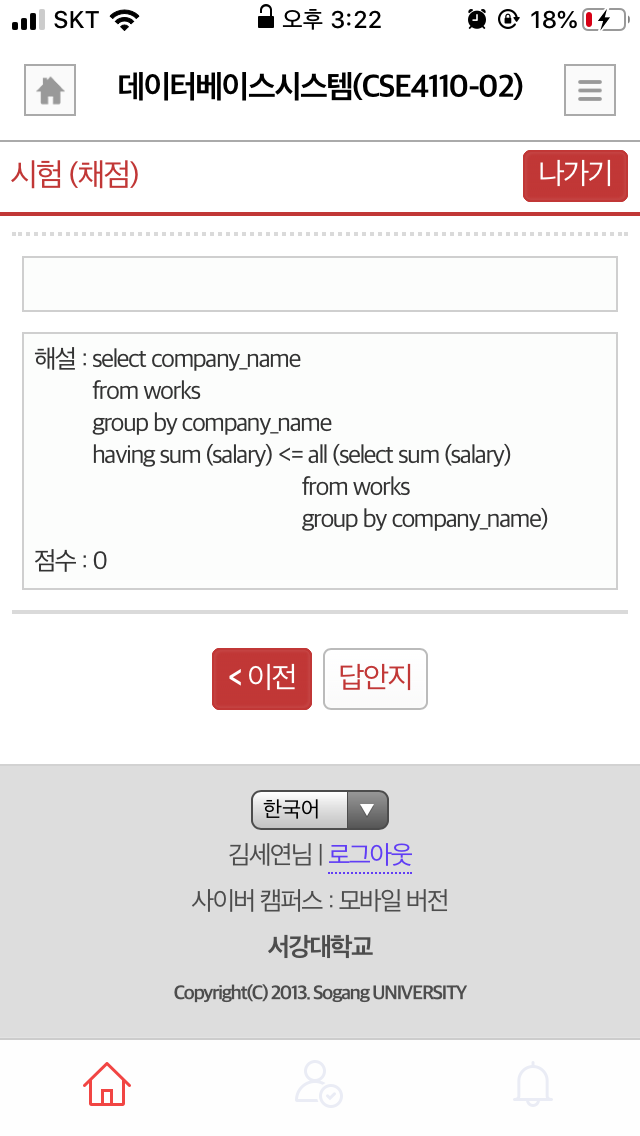 SKT 오후 3:22 18%
데이터베이스시스템(CSE4110-02)
시험 (채점) 나가기
해설 : select company_name
from works
group by company_name
having sum (salary) <= all (select sum (salary)
from works
group by company_name)
점수 : 0
< 이전 답안지
한국어 ▼
김세연님 | 로그아웃
사이버 캠퍼스 : 모바일 버전
서강대학교
Copyright(C) 2013. Sogang UNIVERSITY